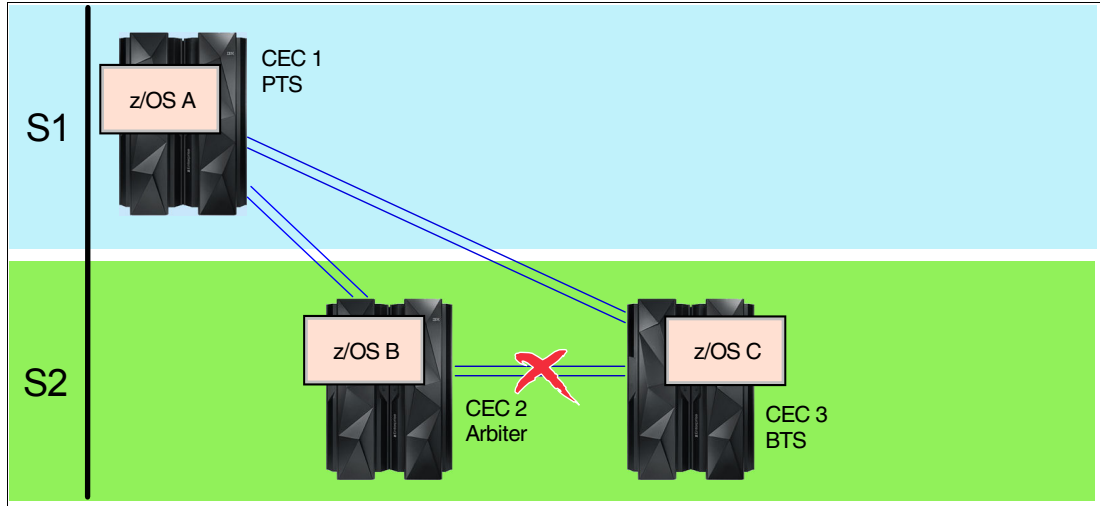 S1
z/OS A
CEC 1
PTS
S2
z/OS B
CEC 2
Arbiter
z/OS C
CEC 3
BTS